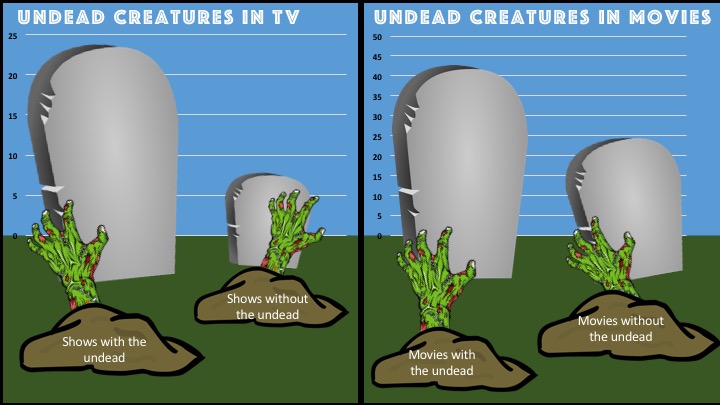 UNDEAD CREATURES IN TV
25
20
15
10
5
0
Shows with the
undead
Shows without
the undead
UNDEAD CREATURES IN MOVIES
50
45
40
35
30
25
20
15
10
5
0
Movies with
the undead
Movies without
the undead